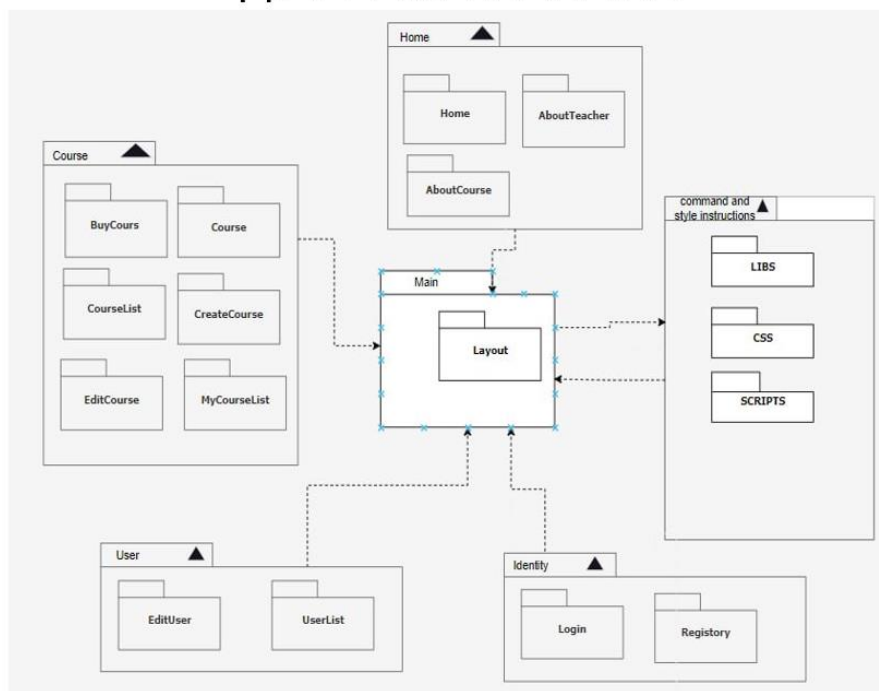 Home
Home
AboutTeacher
AboutCourse
Course
BuyCours
Course
CourseList
CreateCourse
EditCourse
MyCourseList
command and
style instructions
LIBS
CSS
SCRIPTS
Main
Layout
User
EditUser
UserList
Identity
Login
Registory